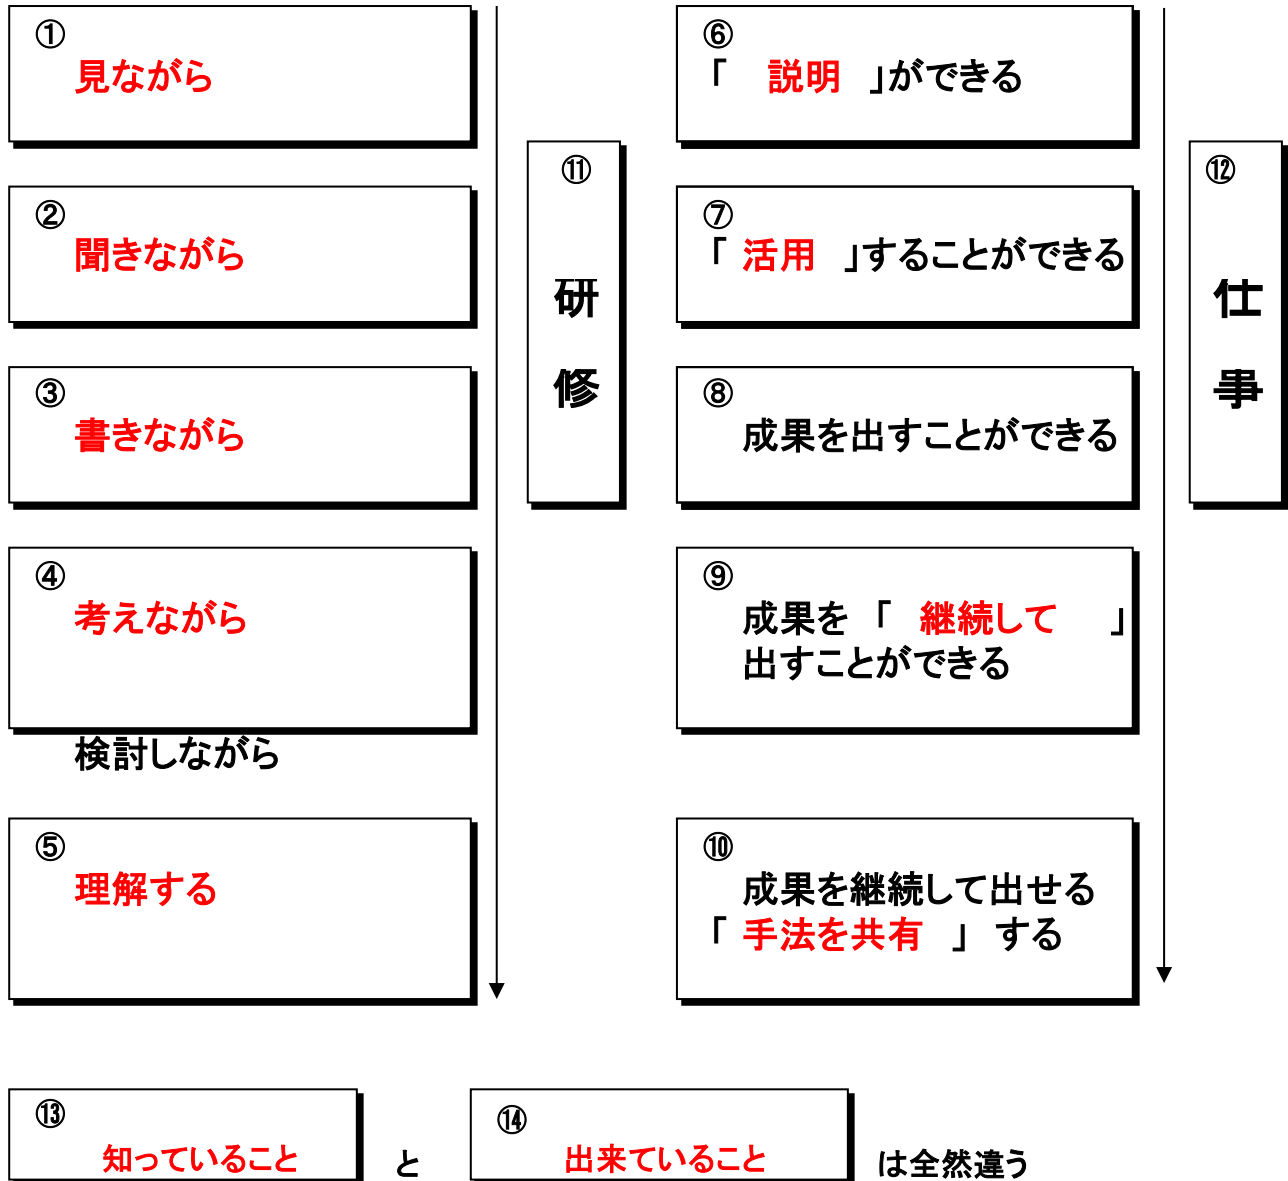 ①
見ながら
②
聞きながら
③
書きながら
④
考えながら
検討しながら
⑤
理解する
⑪
研
修
⑥
「　説明　」ができる
⑦
「 活用　」することができる
⑧
成果を出すことができる
⑨
成果を 「　継続して　　」
出すことができる
⑩
成果を継続して出せる
「 手法を共有　」 する
⑫
仕
事
⑬
知っていること
と
⑭
出来ていること
は全然違う